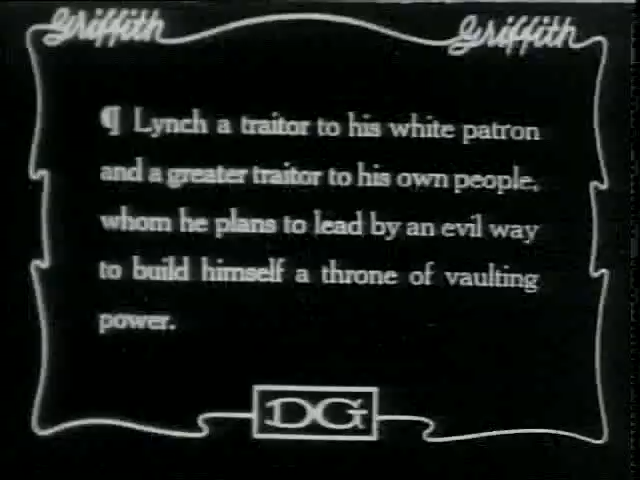 Griffith Griffith
¶ Lynch a traitor to his white patron
and a greater traitor to his own people,
whom he plans to lead by an evil way
to build himself a throne of vaulting
power.
DG